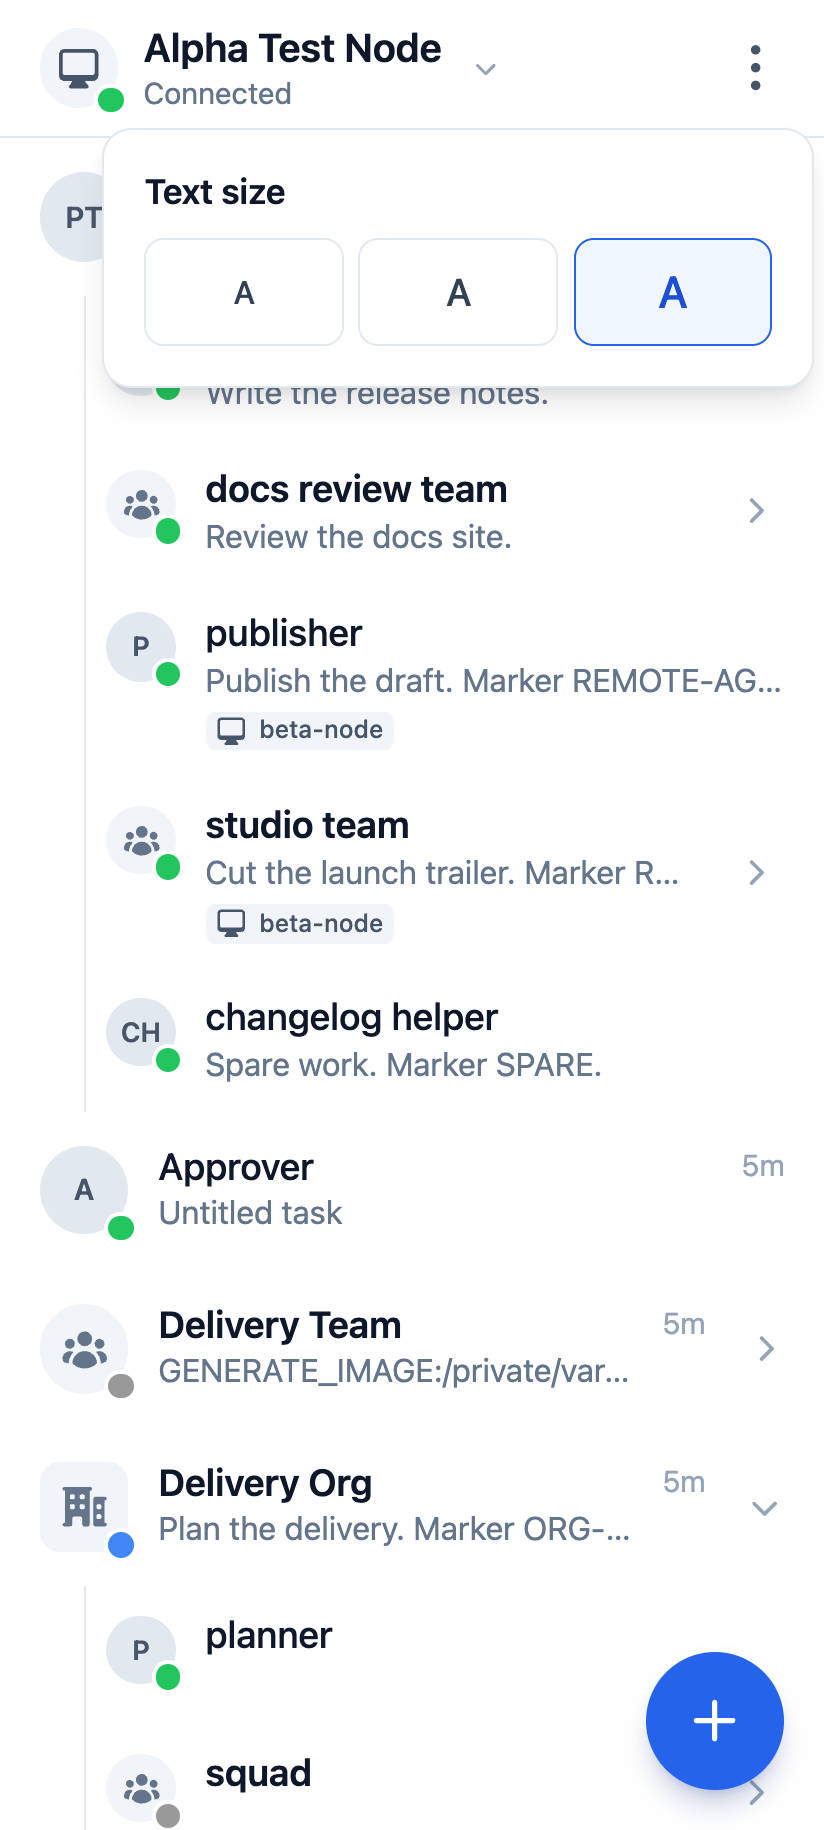 Alpha Test Node
Connected
Text size
A A A
PT
Write the release notes.
docs review team
Review the docs site.
P
publisher
Publish the draft. Marker REMOTE-AG...
beta-node
studio team
Cut the launch trailer. Marker R...
beta-node
CH
changelog helper
Spare work. Marker SPARE.
A
Approver
5m
Untitled task
Delivery Team
5m
GENERATE_IMAGE:/private/var...
Delivery Org
5m
Plan the delivery. Marker ORG-...
P
planner
squad